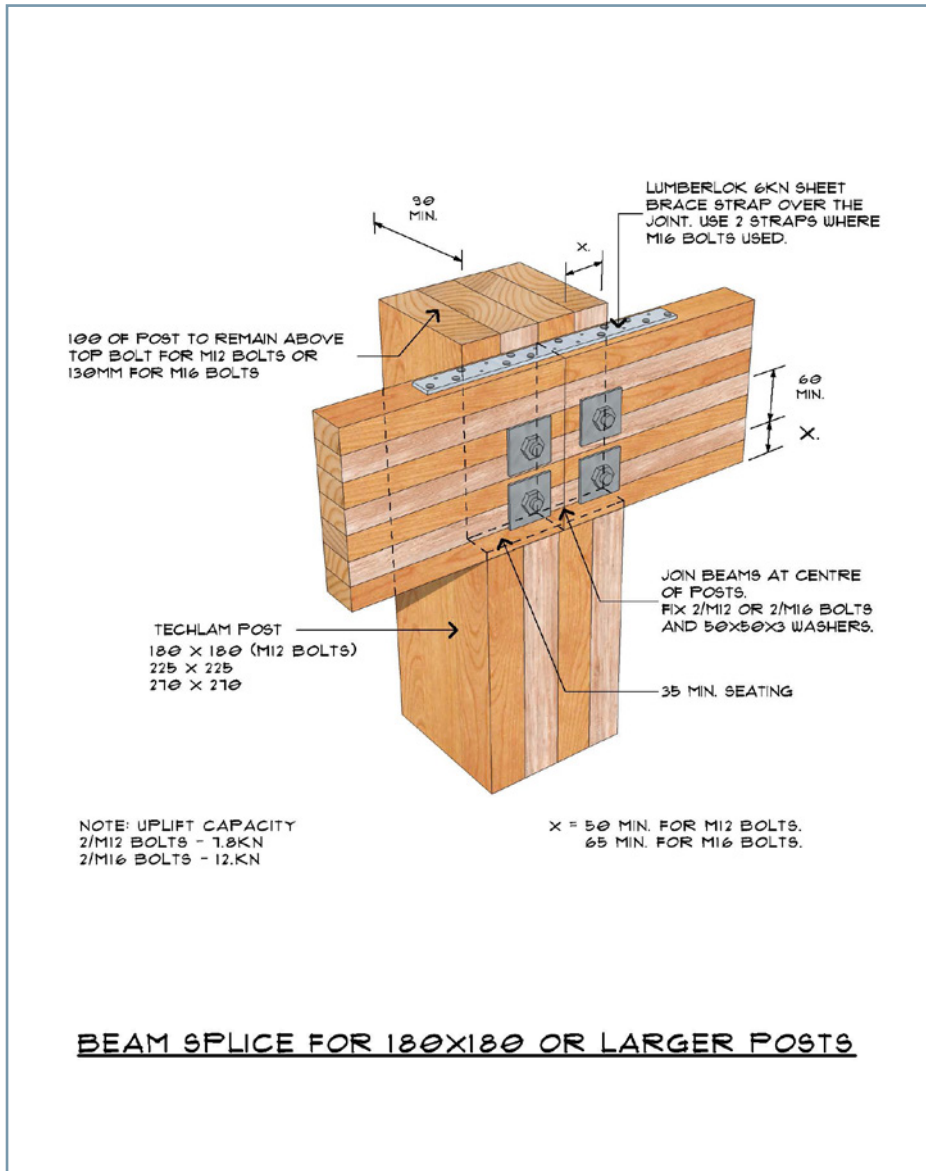 90
MIN.
LUMBERLOK 6KN SHEET
BRACE STRAP OVER THE
JOINT. USE 2 STRAPS WHERE
M16 BOLTS USED.
X.
100 OF POST TO REMAIN ABOVE
TOP BOLT FOR M12 BOLTS OR
130MM FOR M16 BOLTS
60
MIN.
X.
JOIN BEAMS AT CENTRE
OF POSTS.
FIX 2/M12 OR 2/M16 BOLTS
AND 50X50X3 WASHERS.
TECHLAM POST
180 X 180 (M12 BOLTS)
225 X 225
270 X 270
35 MIN. SEATING
NOTE: UPLIFT CAPACITY
2/M12 BOLTS - 7.8KN
2/M16 BOLTS - 12.KN
X = 50 MIN. FOR M12 BOLTS.
65 MIN. FOR M16 BOLTS.
BEAM SPLICE FOR 180X180 OR LARGER POSTS